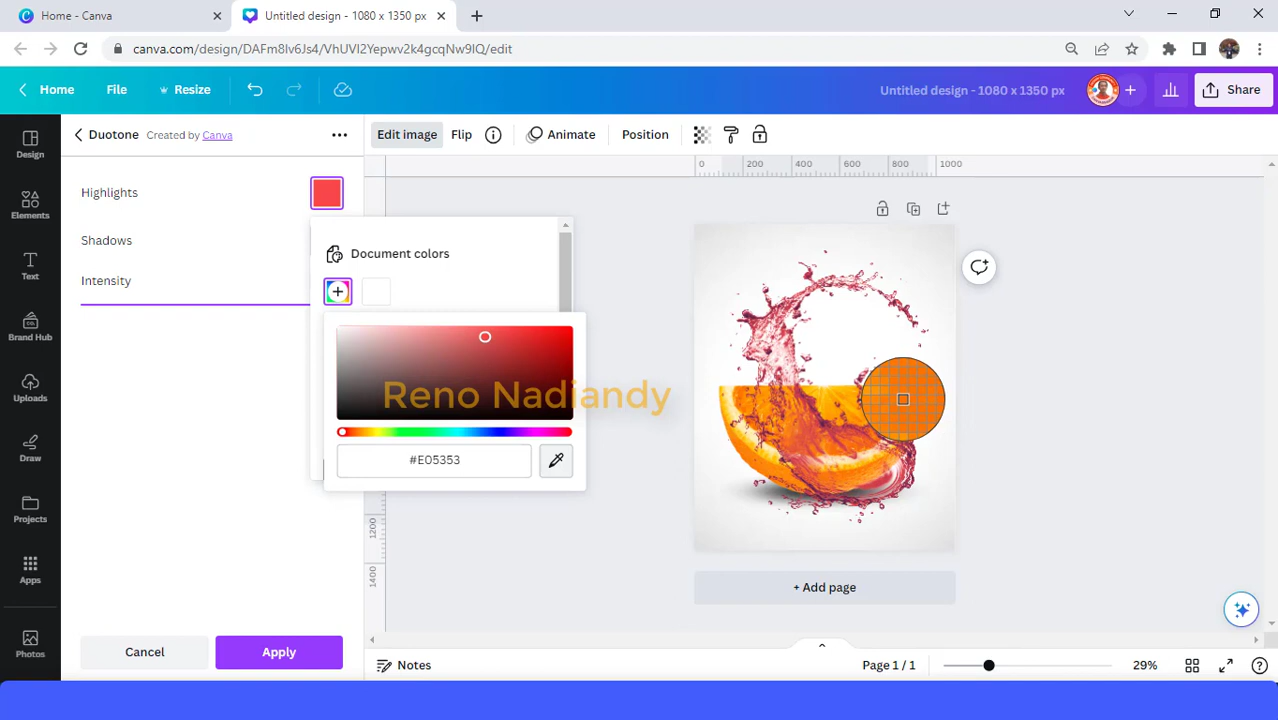 Home - Canva
Untitled design - 1080 x 1350 px
canva.com/design/DAFm8Iv6Js4/VhUVI2Yepwv2k4gcqNw9IQ/edit
Home File Resize Untitled design - 1080 x 1350 px Share
Design
Elements
Text
Brand Hub
Uploads
Draw
Projects
Apps
Photos
Duotone Created by Canva
Highlights
Shadows
Intensity
Document colors
#E05353
Cancel Apply
Edit image Flip Animate Position
0 200 400 600 800 1000
1200
1400
Reno Nadiandy
+ Add page
Notes Page 1 / 1 29%